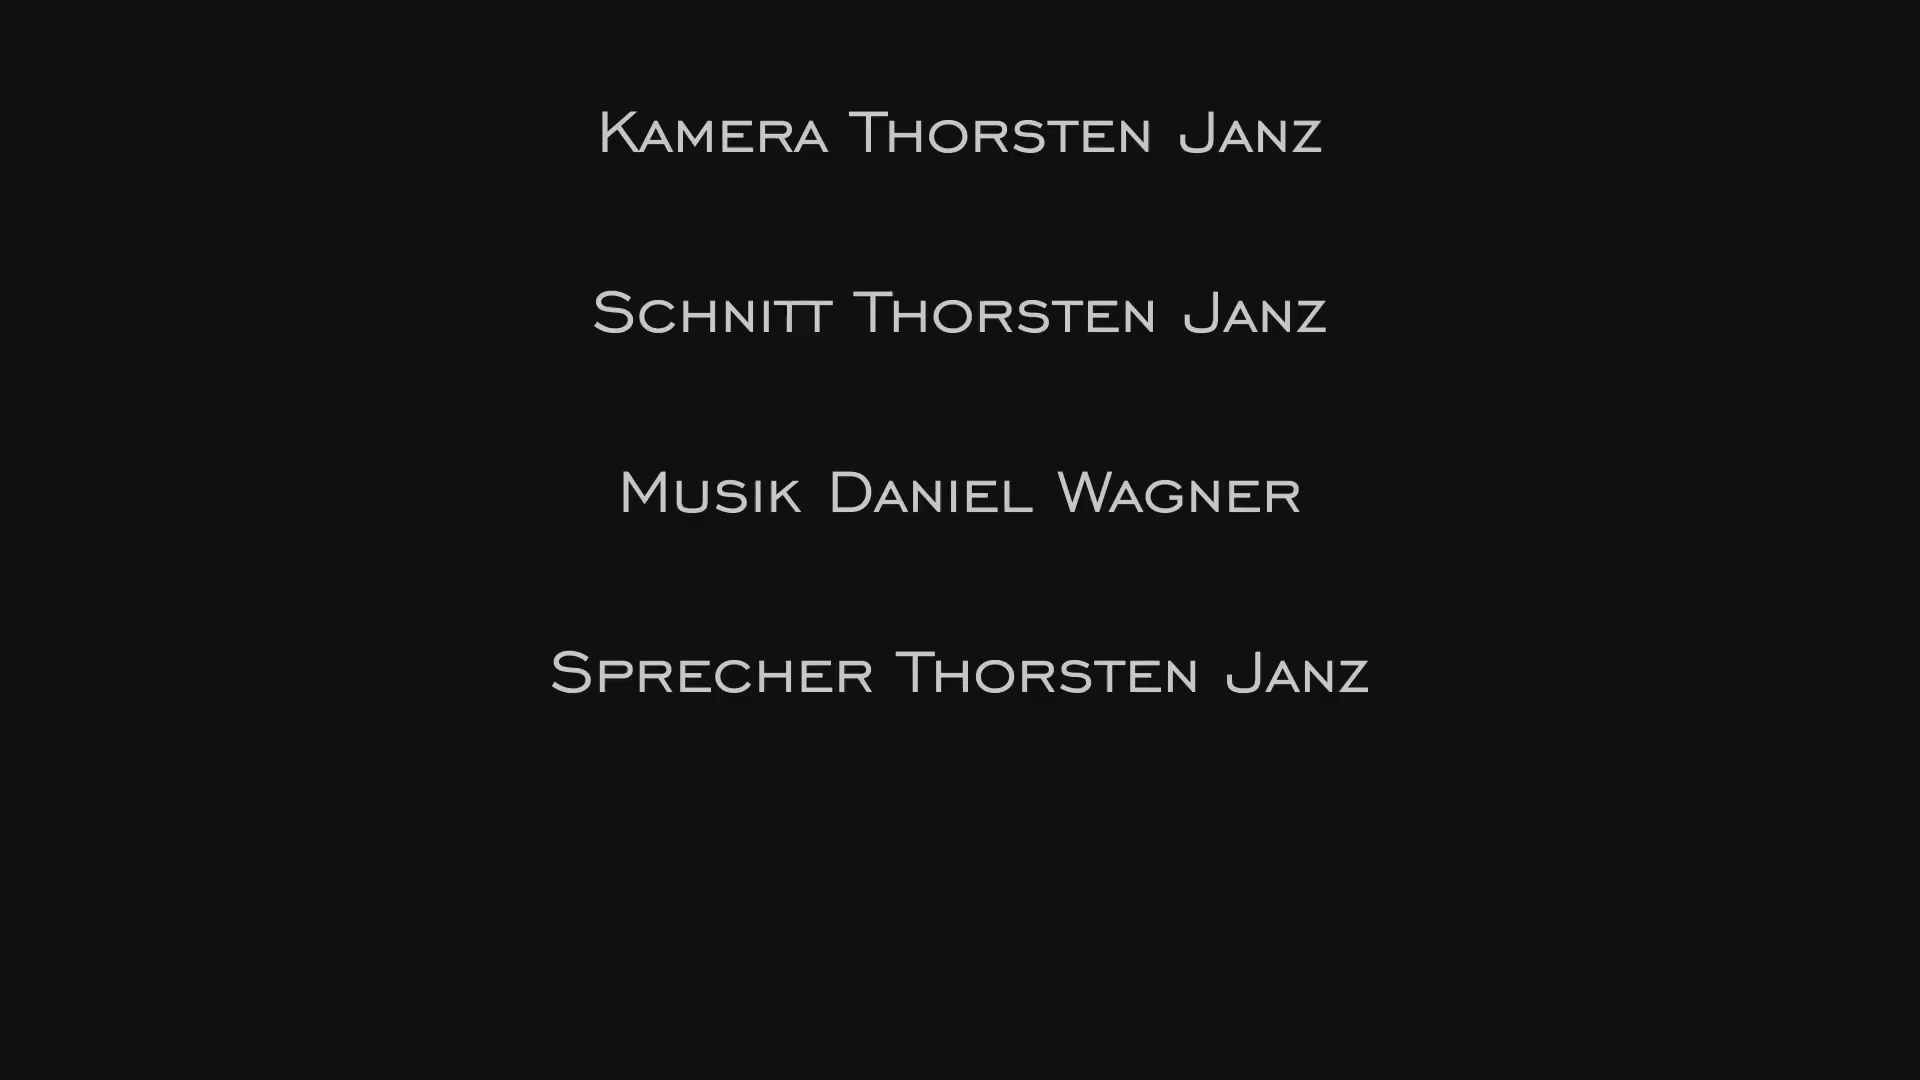 Kamera Thorsten Janz
Schnitt Thorsten Janz
Musik Daniel Wagner
Sprecher Thorsten Janz